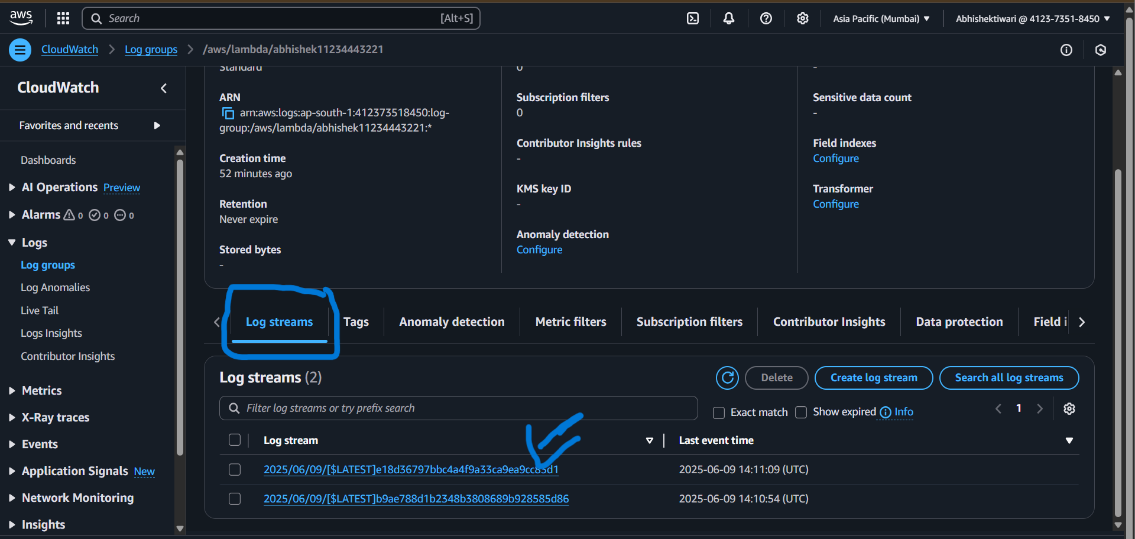 aws
Search [Alt+S]
Asia Pacific (Mumbai) ▼
Abhishektiwari @ 4123-7351-8450 ▼
CloudWatch > Log groups > /aws/lambda/abhishek11234443221
CloudWatch
Favorites and recents
Dashboards
AI Operations Preview
Alarms 0 0 0
Logs
Log groups
Log Anomalies
Live Tail
Logs Insights
Contributor Insights
Metrics
X-Ray traces
Events
Application Signals New
Network Monitoring
Insights
Standard
ARN
arn:aws:logs:ap-south-1:412373518450:log-
group:/aws/lambda/abhishek11234443221:*
Creation time
52 minutes ago
Retention
Never expire
Stored bytes
-
0
Subscription filters
0
Contributor Insights rules
-
KMS key ID
-
Anomaly detection
Configure
-
Sensitive data count
-
Field indexes
Configure
Transformer
Configure
Log streams Tags Anomaly detection Metric filters Subscription filters Contributor Insights Data protection Field i
Log streams (2)
Delete Create log stream Search all log streams
Filter log streams or try prefix search
Exact match Show expired Info
1
Log stream Last event time
2025/06/09/[$LATEST]e18d36797bbc4a4f9a33ca9ea9cc85d1 2025-06-09 14:11:09 (UTC)
2025/06/09/[$LATEST]b9ae788d1b2348b3808689b928585d86 2025-06-09 14:10:54 (UTC)